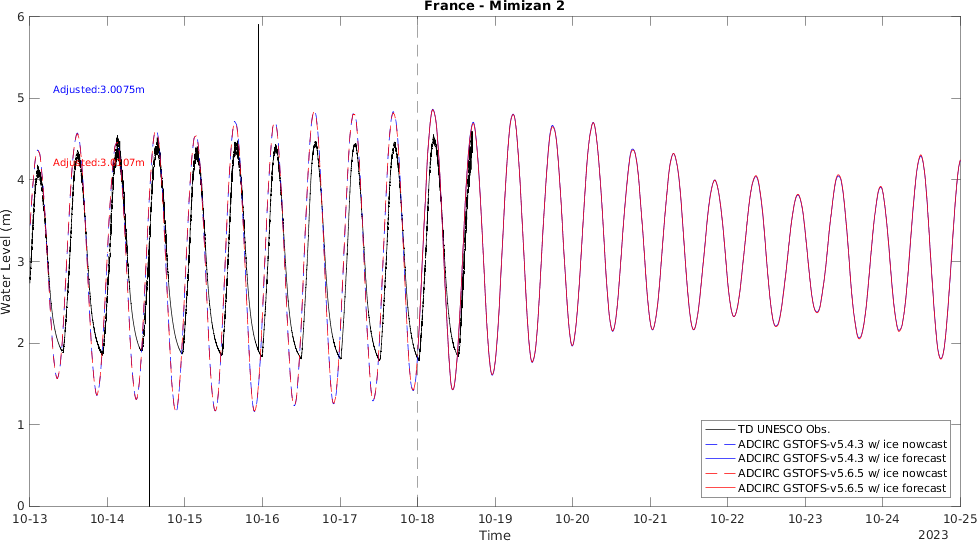 France - Mimizan 2
6
5
4
3
2
1
0
Water Level (m)
Adjusted:3.0075m
TD UNESCO Obs.
ADCIRC GSTOFS-v5.4.3 w/ ice nowcast
ADCIRC GSTOFS-v5.4.3 w/ ice forecast
ADCIRC GSTOFS-v5.6.5 w/ ice nowcast
ADCIRC GSTOFS-v5.6.5 w/ ice forecast
10-13 10-14 10-15 10-16 10-17 10-18 10-19 10-20 10-21 10-22 10-23 10-24 10-25
Time
2023